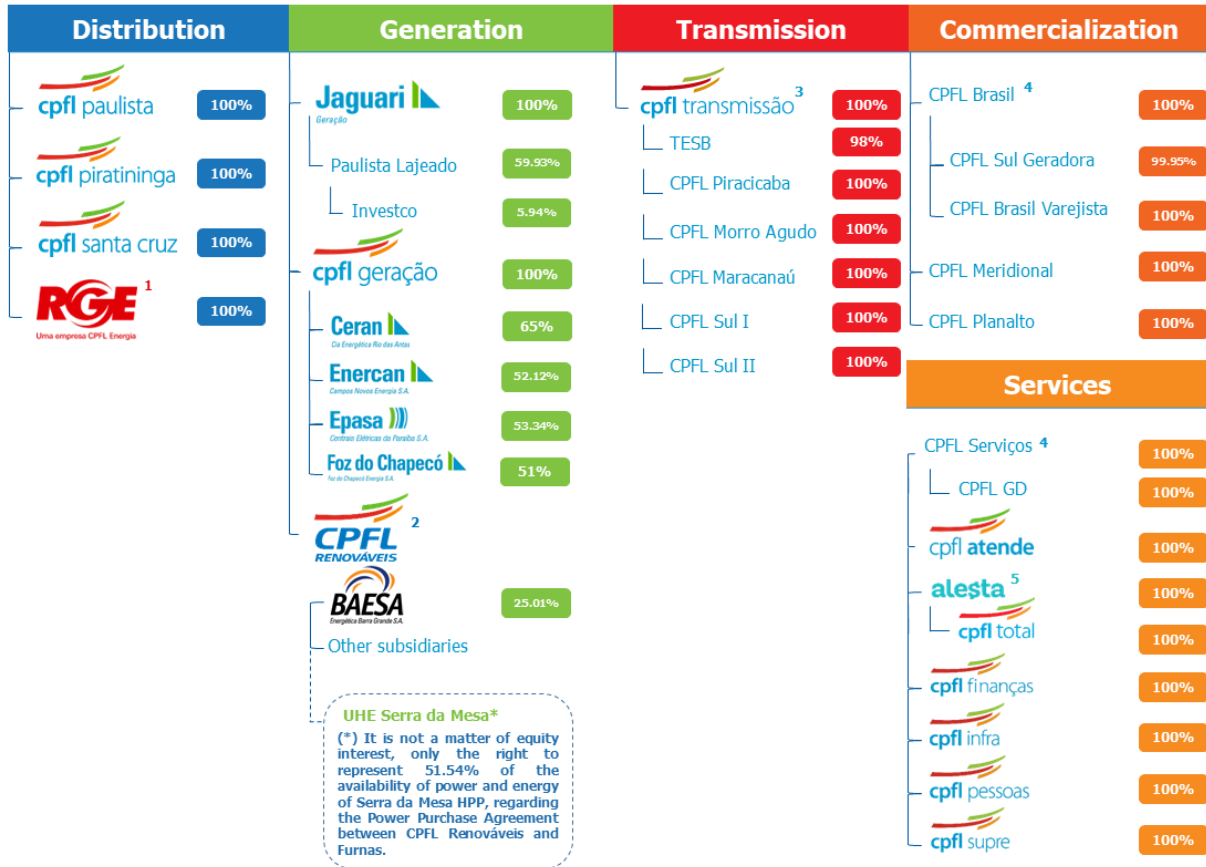 Distribution
cpfl paulista
100%
cpfl piratininga
100%
cpfl santa cruz
100%
RGE 1
Uma empresa CPFL Energia
100%
Generation
Jaguari
Geração
100%
Paulista Lajeado
59.93%
Investco
5.94%
cpfl geração
100%
Ceran
Cia Energética Rio das Antas
65%
Enercan
Campos Novos Energia S.A.
52.12%
Epasa
Centrais Elétricas da Paraíba S.A.
53.34%
Foz do Chapecó
Foz do Chapecó Energia S.A.
51%
CPFL 2
RENOVÁVEIS
BAESA
Energética Barra Grande S.A.
25.01%
Other subsidiaries
UHE Serra da Mesa*
(*) It is not a matter of equity
interest, only the right to
represent 51.54% of the
availability of power and energy
of Serra da Mesa HPP, regarding
the Power Purchase Agreement
between CPFL Renováveis and
Furnas.
Transmission
cpfl transmissão 3
100%
TESB
98%
CPFL Piracicaba
100%
CPFL Morro Agudo
100%
CPFL Maracanaú
100%
CPFL Sul I
100%
CPFL Sul II
100%
Commercialization
CPFL Brasil 4
100%
CPFL Sul Geradora
99.95%
CPFL Brasil Varejista
100%
CPFL Meridional
100%
CPFL Planalto
100%
Services
CPFL Serviços 4
100%
CPFL GD
100%
cpfl atende
100%
alesta 5
100%
cpfl total
100%
cpfl finanças
100%
cpfl infra
100%
cpfl pessoas
100%
cpfl supre
100%